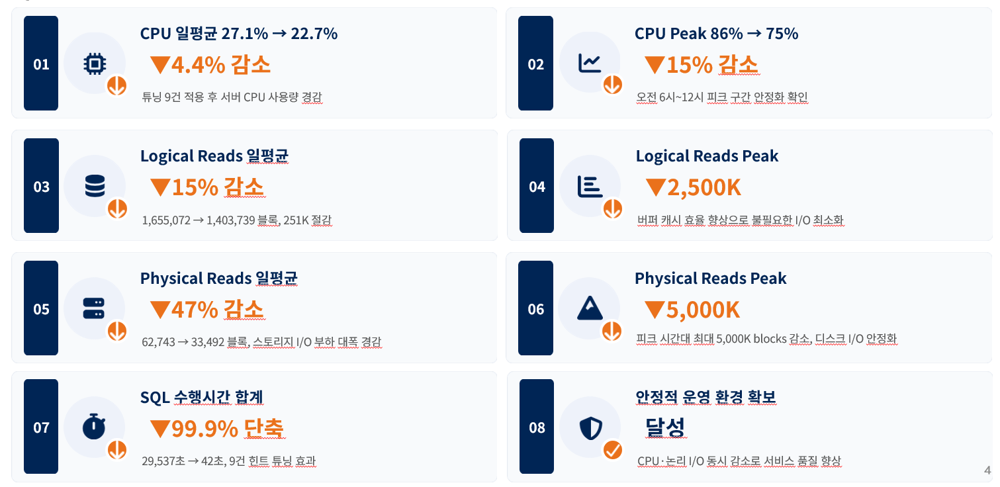 01
CPU 일평균 27.1% → 22.7%
▼4.4% 감소
튜닝 9건 적용 후 서버 CPU 사용량 경감
02
CPU Peak 86% → 75%
▼15% 감소
오전 6시~12시 피크 구간 안정화 확인
03
Logical Reads 일평균
▼15% 감소
1,655,072 → 1,403,739 블록, 251K 절감
04
Logical Reads Peak
▼2,500K
버퍼 캐시 효율 향상으로 불필요한 I/O 최소화
05
Physical Reads 일평균
▼47% 감소
62,743 → 33,492 블록, 스토리지 I/O 부하 대폭 경감
06
Physical Reads Peak
▼5,000K
피크 시간대 최대 5,000K blocks 감소, 디스크 I/O 안정화
07
SQL 수행시간 합계
▼99.9% 단축
29,537초 → 42초, 9건 힌트 튜닝 효과
08
안정적 운영 환경 확보
달성
CPU·논리 I/O 동시 감소로 서비스 품질 향상
4